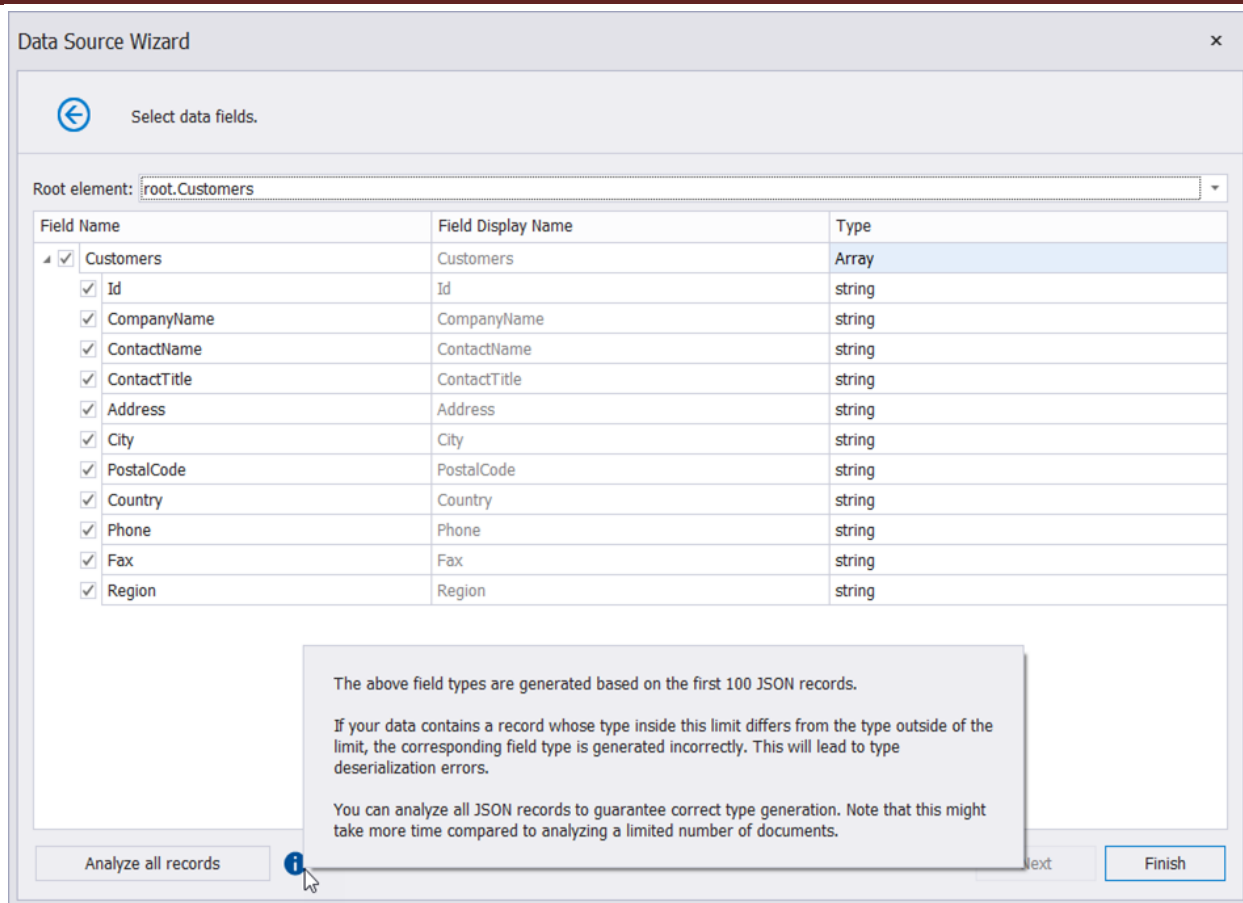 Data Source Wizard
Select data fields.
Root element: root.Customers
Field Name Field Display Name Type
Customers Customers Array
Id Id string
CompanyName CompanyName string
ContactName ContactName string
ContactTitle ContactTitle string
Address Address string
City City string
PostalCode PostalCode string
Country Country string
Phone Phone string
Fax Fax string
Region Region string
The above field types are generated based on the first 100 JSON records.
If your data contains a record whose type inside this limit differs from the type outside of the
limit, the corresponding field type is generated incorrectly. This will lead to type
deserialization errors.
You can analyze all JSON records to guarantee correct type generation. Note that this might
take more time compared to analyzing a limited number of documents.
Analyze all records Next Finish